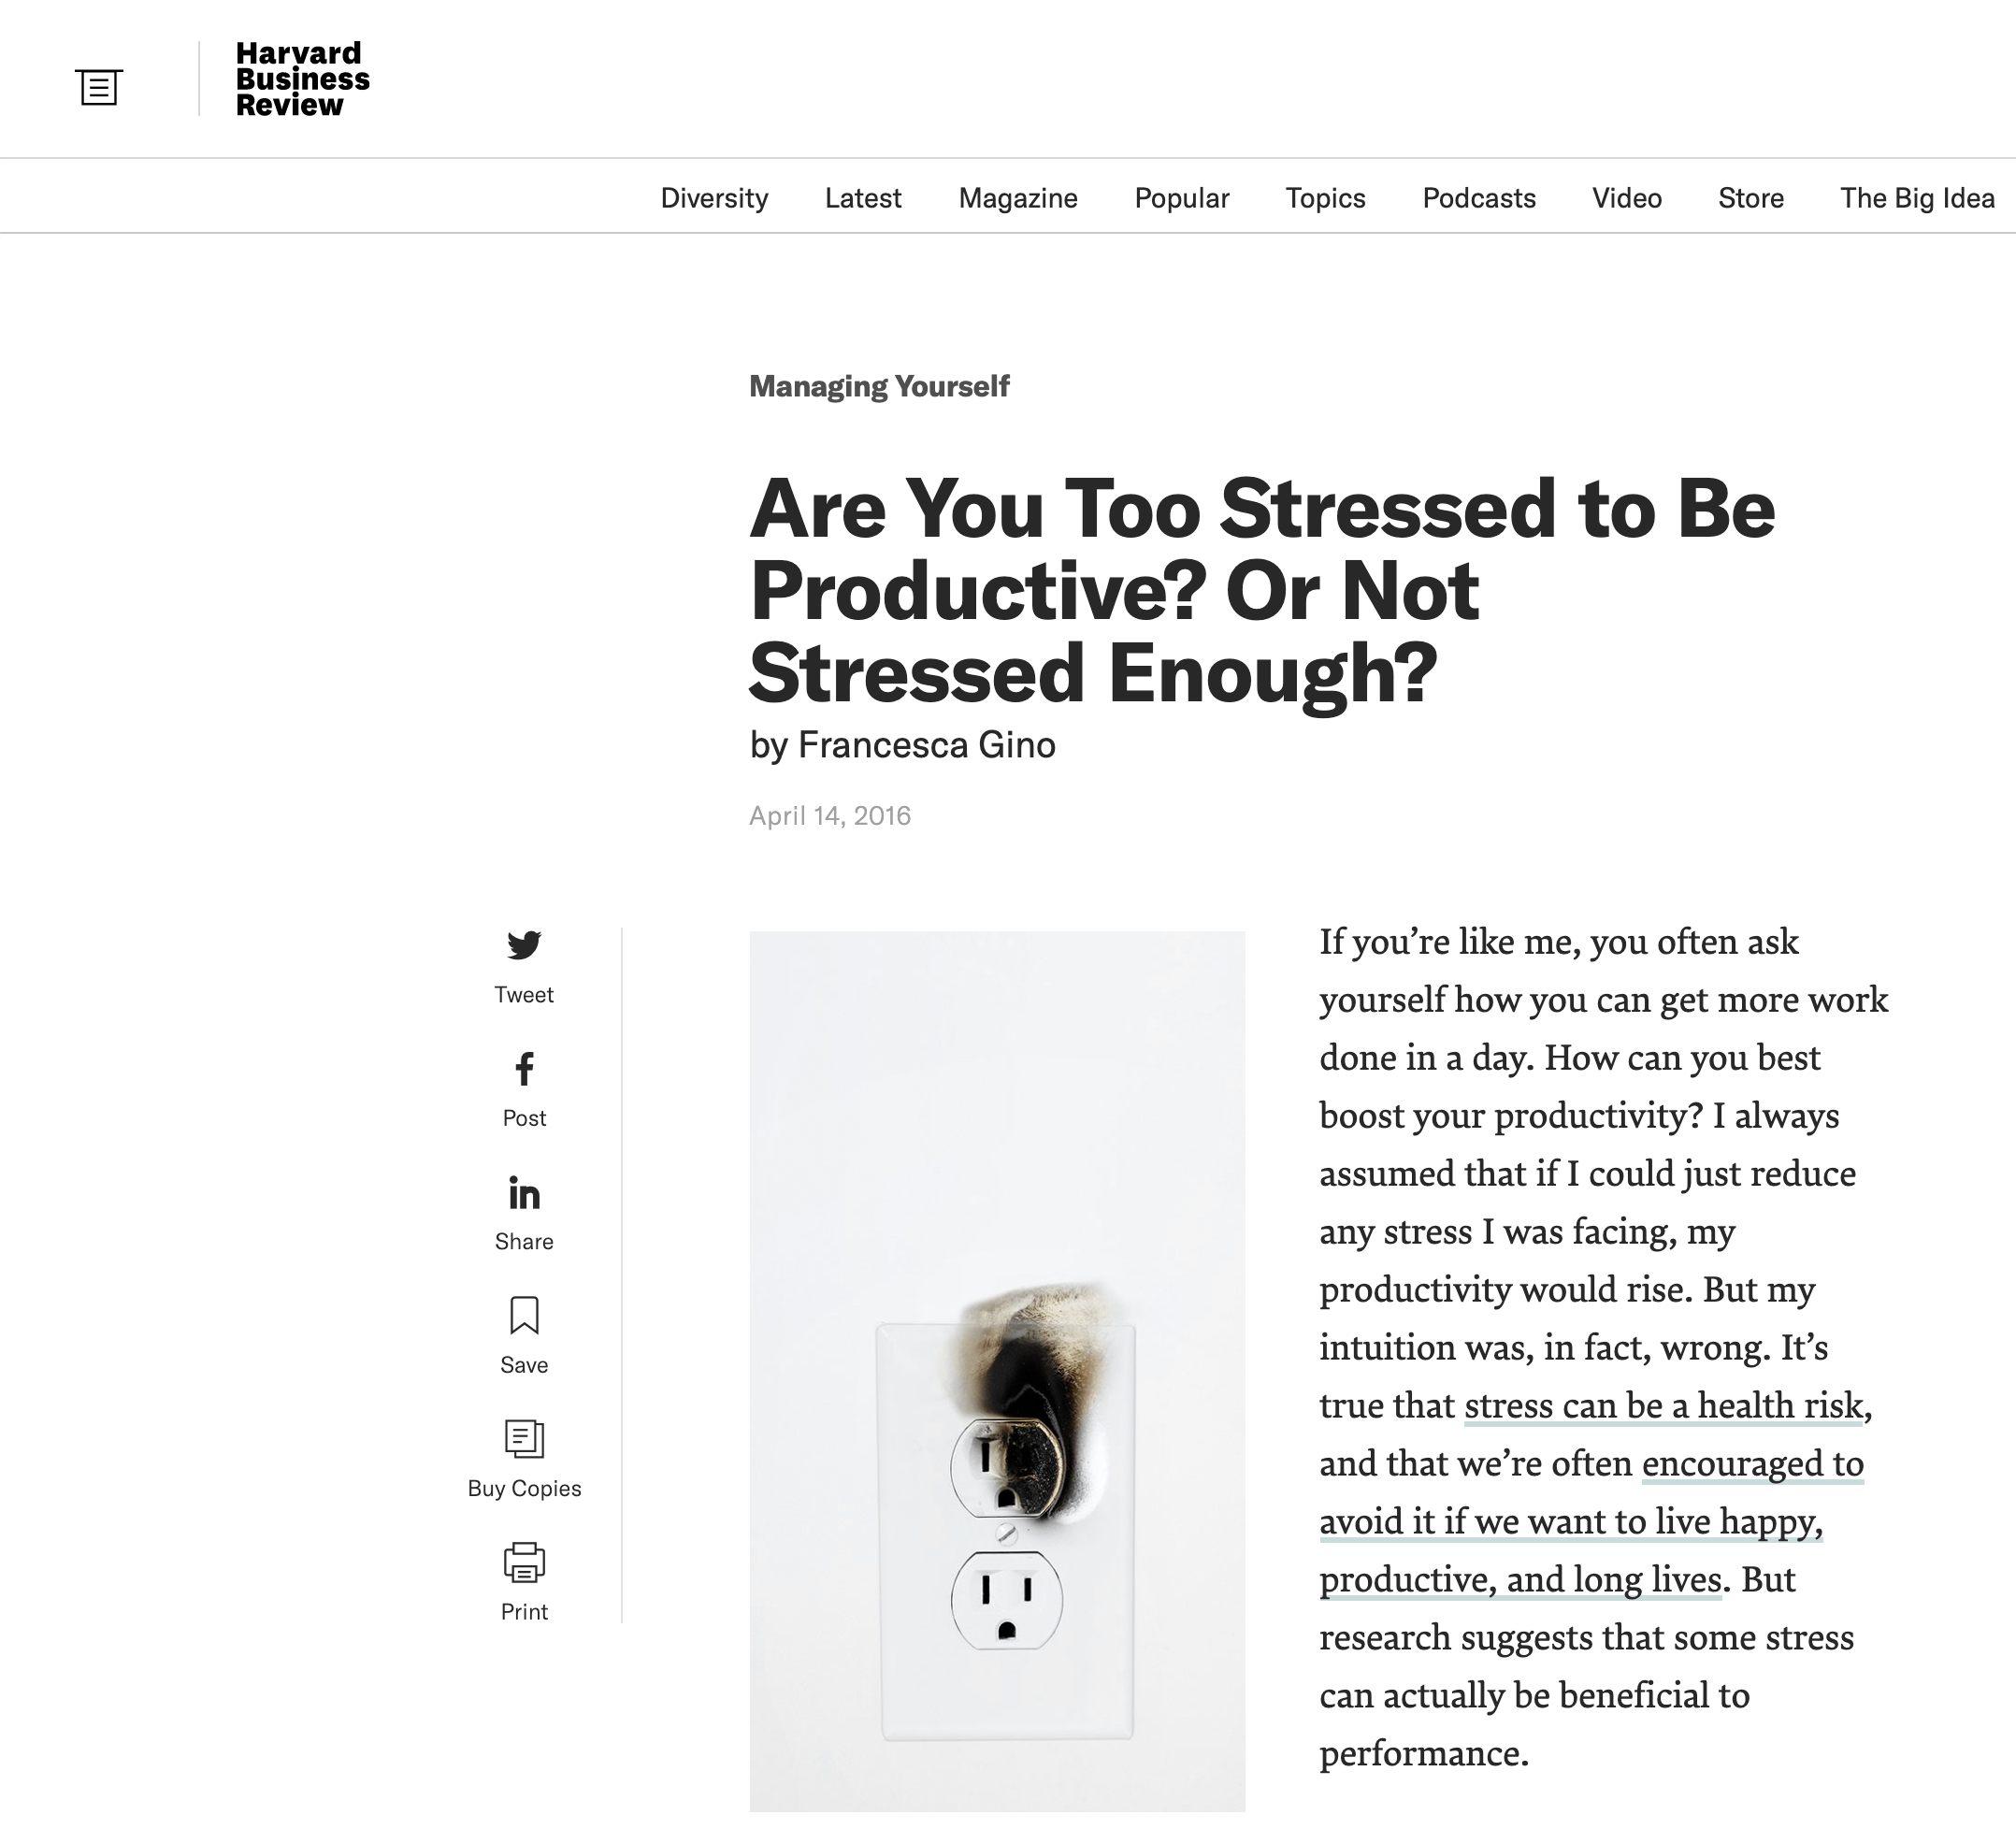 Harvard
Business
Review
Diversity Latest Magazine Popular Topics Podcasts Video Store The Big Idea
Managing Yourself
Are You Too Stressed to Be
Productive? Or Not
Stressed Enough?
by Francesca Gino
April 14, 2016
Tweet
Post
in
Share
Save
Buy Copies
Print
If you’re like me, you often ask
yourself how you can get more work
done in a day. How can you best
boost your productivity? I always
assumed that if I could just reduce
any stress I was facing, my
productivity would rise. But my
intuition was, in fact, wrong. It’s
true that stress can be a health risk,
and that we’re often encouraged to
avoid it if we want to live happy,
productive, and long lives. But
research suggests that some stress
can actually be beneficial to
performance.